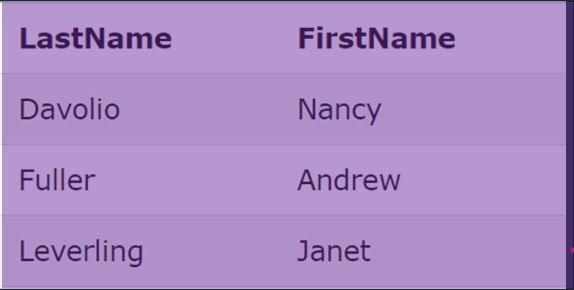 LastName FirstName
Davolio Nancy
Fuller Andrew
Leverling Janet